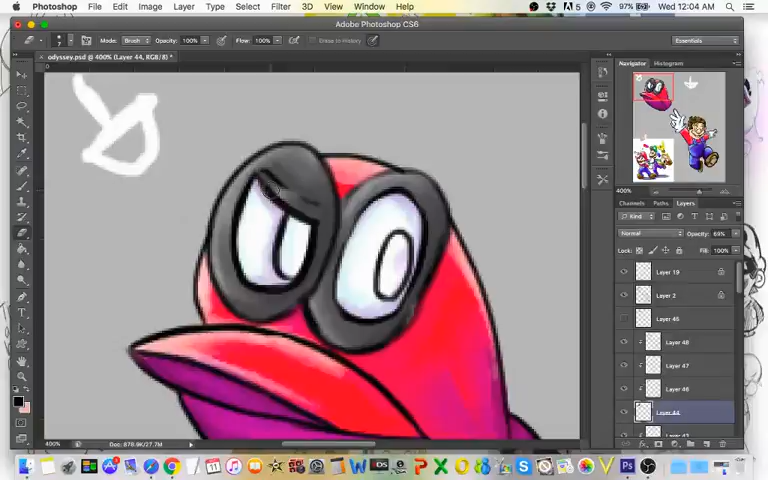 Photoshop File Edit Image Layer Type Select Filter 3D View Window Help
97% Wed 12:04 AM
Adobe Photoshop CS6
Mode: Brush Opacity: 100% Flow: 100% Erase to History Essentials
odyssey.psd @ 400% (Layer 44, RGB/8) *
Navigator Histogram
400%
Channels Paths Layers
Kind
Normal Opacity: 69%
Lock: Fill: 100%
Layer 19
Layer 2
Layer 45
Layer 48
Layer 47
Layer 46
Layer 44
Layer 43
400% Doc: 879.9K/27.7M